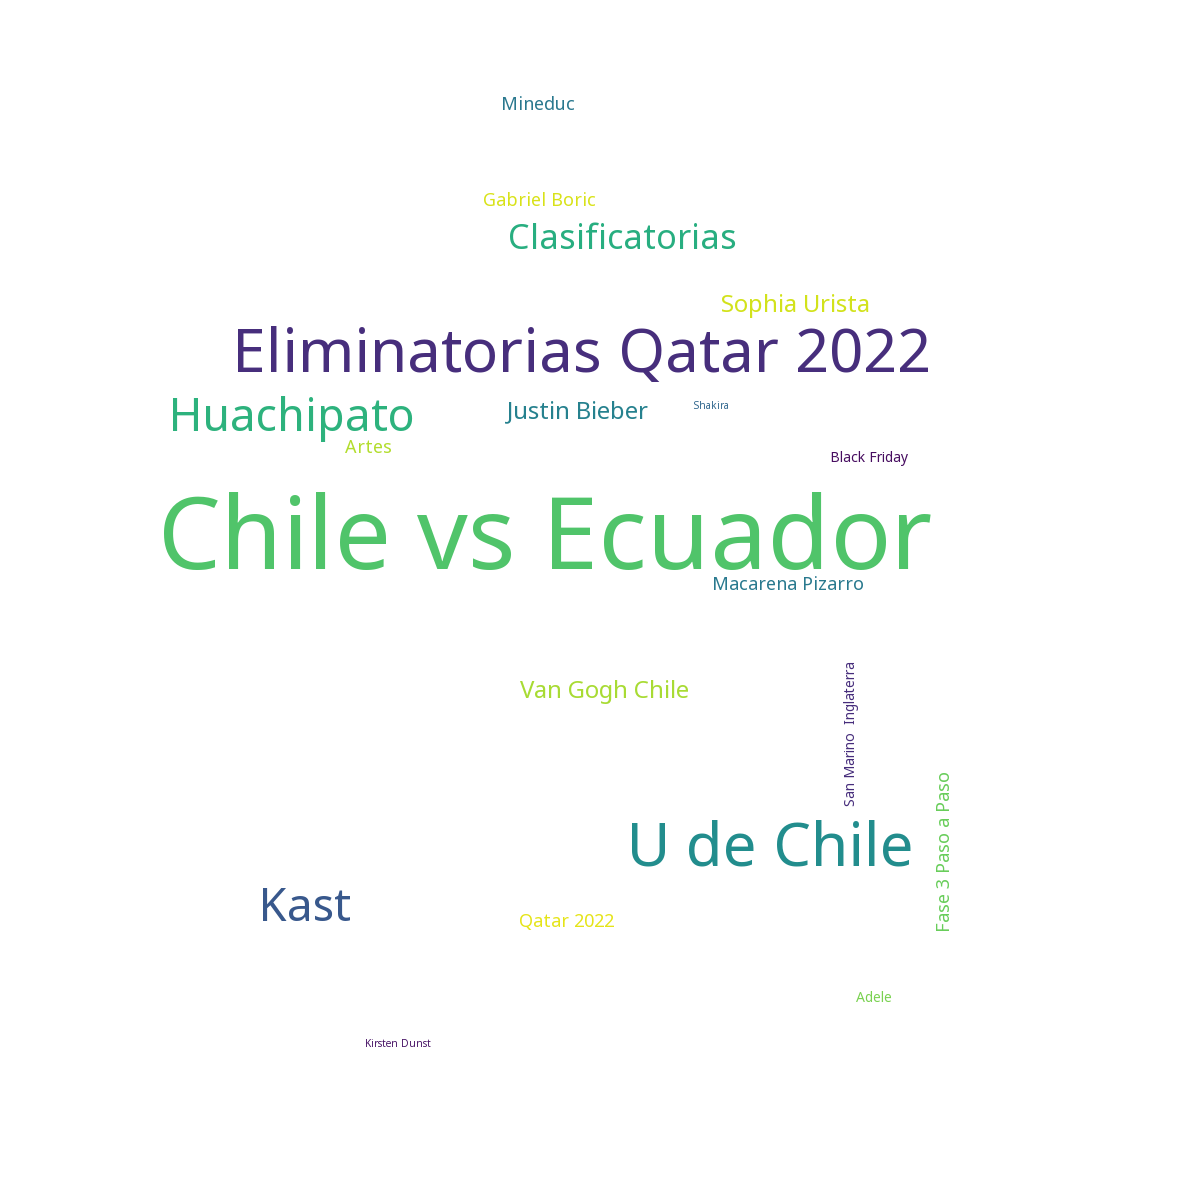 Mineduc
Gabriel Boric
Clasificatorias
Sophia Urista
Eliminatorias Qatar 2022
Huachipato
Justin Bieber
Shakira
Artes
Black Friday
Chile vs Ecuador
Macarena Pizarro
Van Gogh Chile
San Marino  Inglaterra
Fase 3 Paso a Paso
U de Chile
Kast
Qatar 2022
Adele
Kirsten Dunst